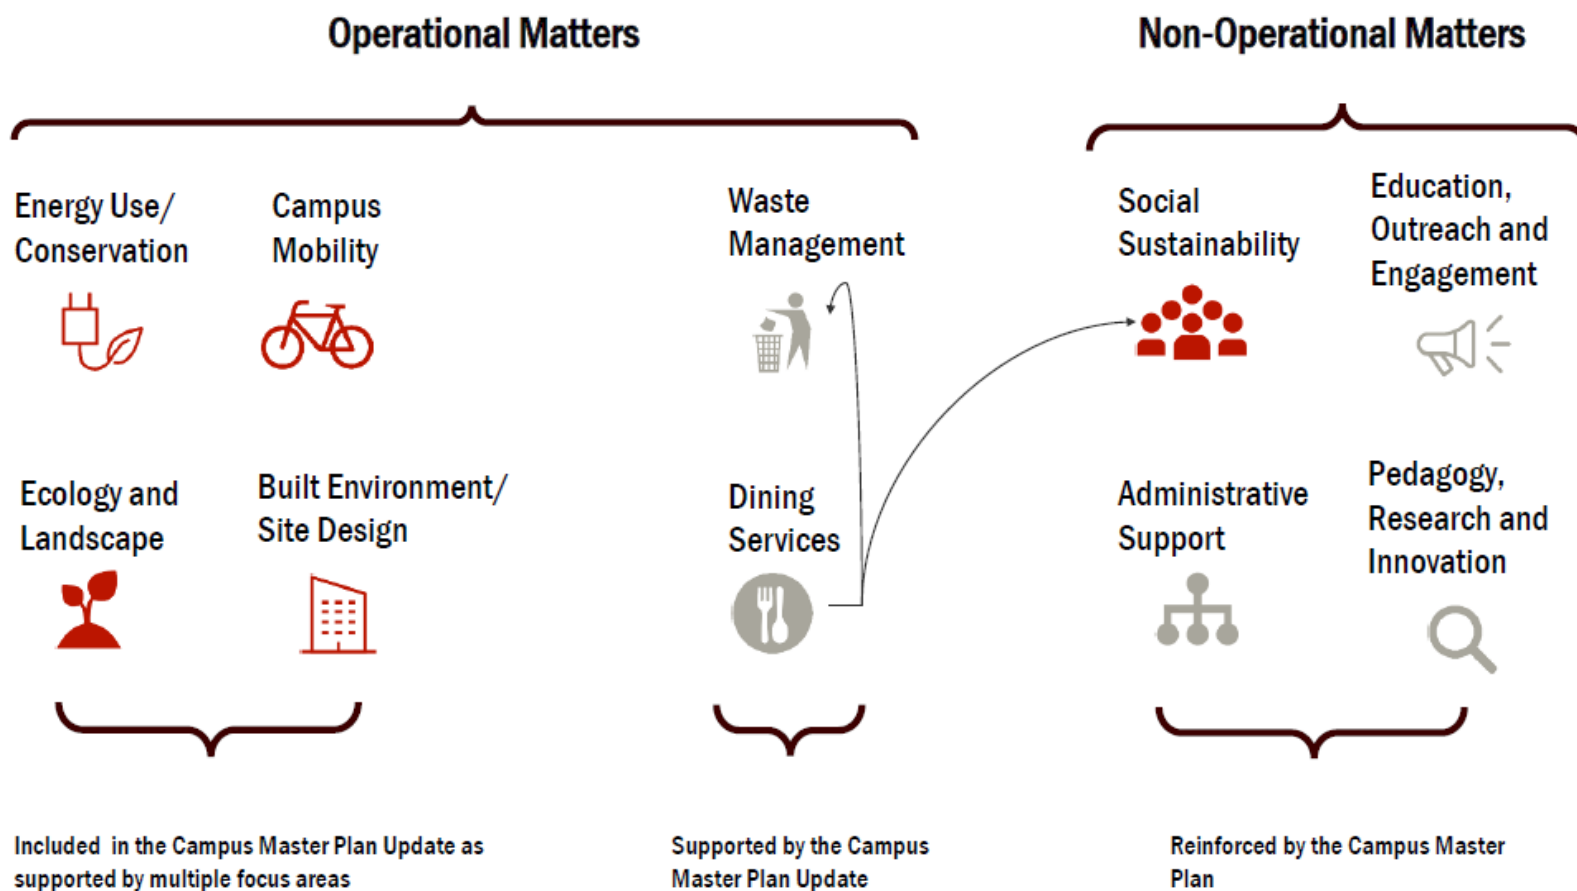 Operational Matters
Non-Operational Matters
Energy Use/
Conservation
Campus
Mobility
Waste
Management
Social
Sustainability
Education,
Outreach and
Engagement
Ecology and
Landscape
Built Environment/
Site Design
Dining
Services
Administrative
Support
Pedagogy,
Research and
Innovation
Included in the Campus Master Plan Update as
supported by multiple focus areas
Supported by the Campus
Master Plan Update
Reinforced by the Campus Master
Plan